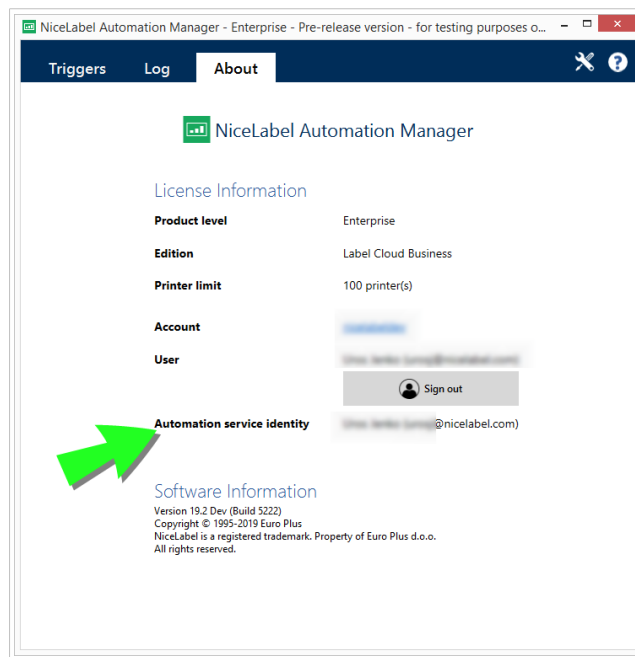 NiceLabel Automation Manager - Enterprise - Pre-release version - for testing purposes o...
Triggers Log About
NiceLabel Automation Manager
License Information
Product level Enterprise
Edition Label Cloud Business
Printer limit 100 printer(s)
Account
User
Sign out
Automation service identity @nicelabel.com)
Software Information
Version 19.2 Dev (Build 5222)
Copyright © 1995-2019 Euro Plus
NiceLabel is a registered trademark. Property of Euro Plus d.o.o.
All rights reserved.